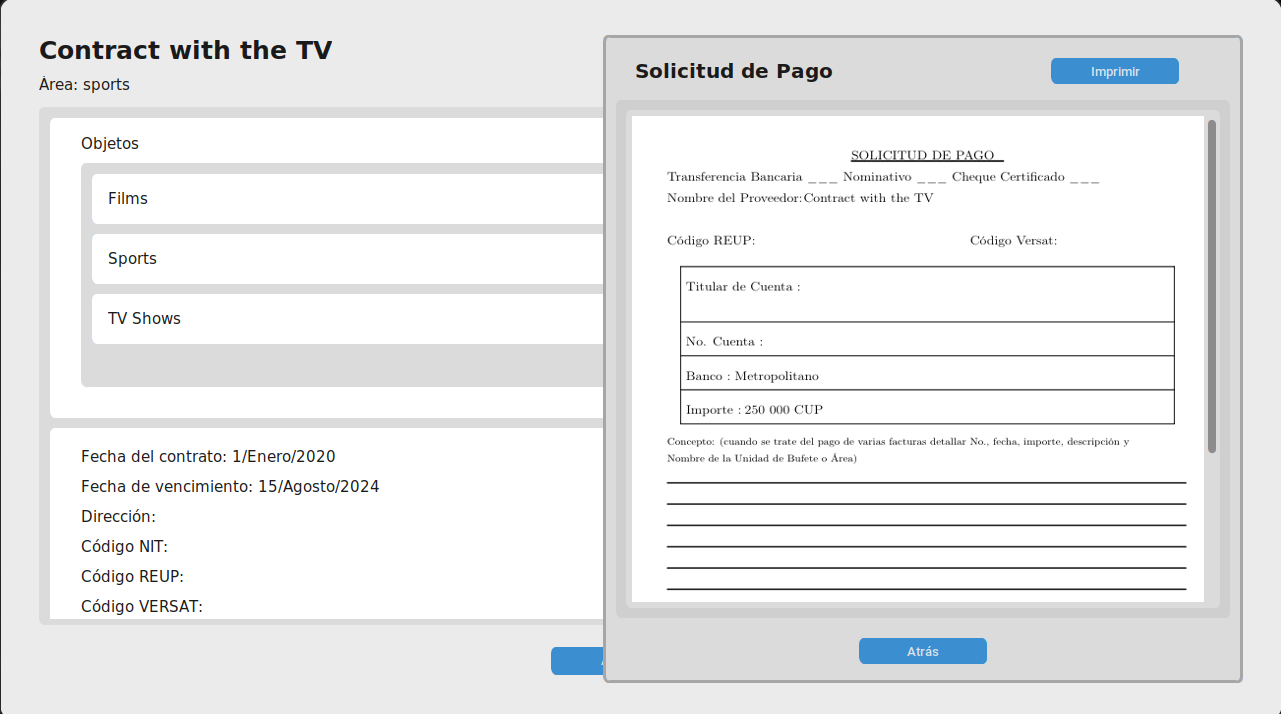 Contract with the TV
Área: sports
Objetos
Films
Sports
TV Shows
Fecha del contrato: 1/Enero/2020
Fecha de vencimiento: 15/Agosto/2024
Dirección:
Código NIT:
Código REUP:
Código VERSAT:
Solicitud de Pago
Imprimir
SOLICITUD DE PAGO
Transferencia Bancaria ___ Nominativo ___ Cheque Certificado ___
Nombre del Proveedor:Contract with the TV
Código REUP: Código Versat:
Titular de Cuenta :
No. Cuenta :
Banco : Metropolitano
Importe : 250 000 CUP
Concepto: (cuando se trate del pago de varias facturas detallar No., fecha, importe, descripción y
Nombre de la Unidad de Bufete o Área)
Atrás